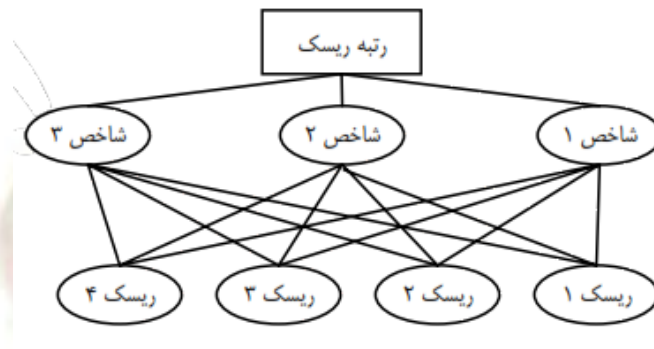 رتبه ریسک
شاخص ۱ شاخص ۲ شاخص ۳
ریسک ۱ ریسک ۲ ریسک ۳ ریسک ۴